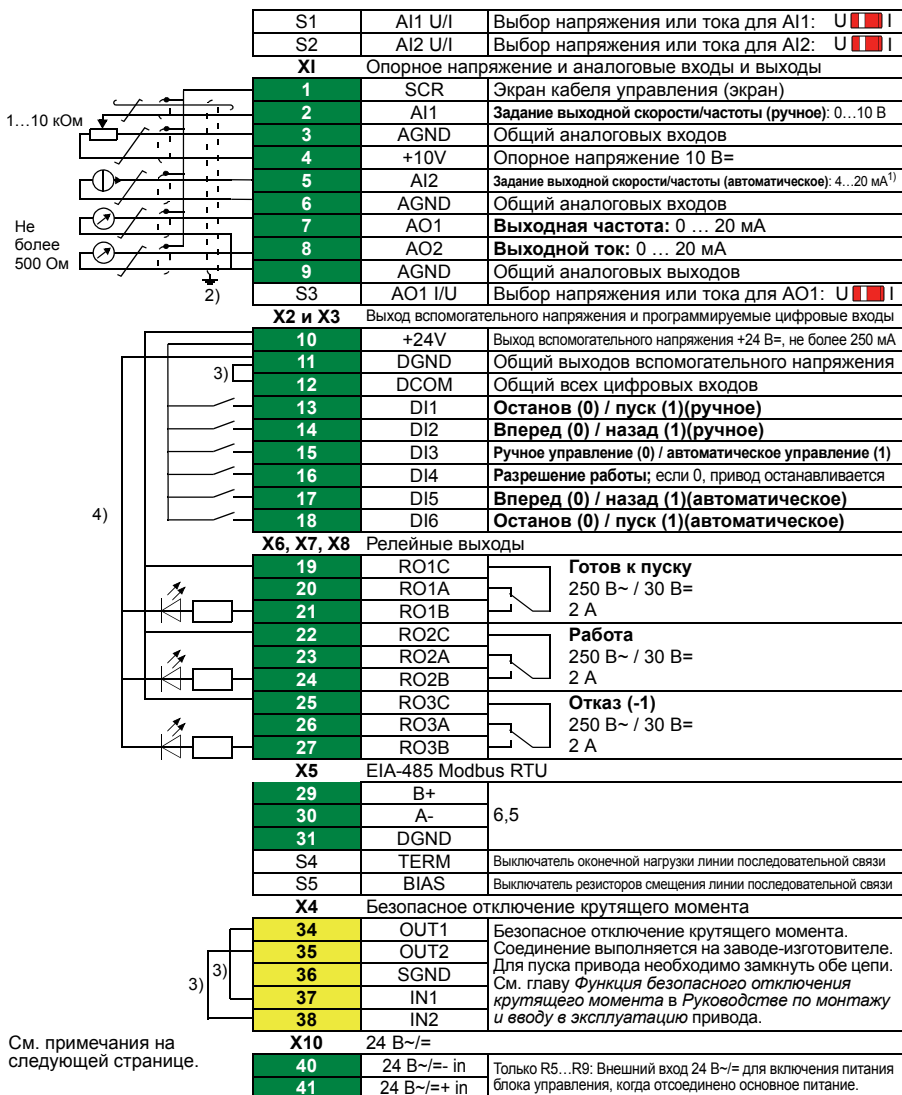 S1 AI1 U/I Выбор напряжения или тока для AI1: U I
S2 AI2 U/I Выбор напряжения или тока для AI2: U I
XI Опорное напряжение и аналоговые входы и выходы
1 SCR Экран кабеля управления (экран)
1…10 кОм
2 AI1 Задание выходной скорости/частоты (ручное): 0…10 В
3 AGND Общий аналоговых входов
4 +10V Опорное напряжение 10 В=
5 AI2 Задание выходной скорости/частоты (автоматическое): 4…20 мА1)
6 AGND Общий аналоговых входов
Не более 500 Ом
7 AO1 Выходная частота: 0 … 20 мА
8 AO2 Выходной ток: 0 … 20 мА
9 AGND Общий аналоговых выходов
2)
S3 AO1 I/U Выбор напряжения или тока для AO1: U I
X2 и X3 Выход вспомогательного напряжения и программируемые цифровые входы
10 +24V Выход вспомогательного напряжения +24 В=, не более 250 мА
11 DGND Общий выходов вспомогательного напряжения
3)
12 DCOM Общий всех цифровых входов
13 DI1 Останов (0) / пуск (1)(ручное)
14 DI2 Вперед (0) / назад (1)(ручное)
15 DI3 Ручное управление (0) / автоматическое управление (1)
16 DI4 Разрешение работы; если 0, привод останавливается
17 DI5 Вперед (0) / назад (1)(автоматическое)
4)
18 DI6 Останов (0) / пуск (1)(автоматическое)
X6, X7, X8 Релейные выходы
19 RO1C Готов к пуску
20 RO1A 250 В~ / 30 В=
21 RO1B 2 А
22 RO2C Работа
23 RO2A 250 В~ / 30 В=
24 RO2B 2 А
25 RO3C Отказ (-1)
26 RO3A 250 В~ / 30 В=
27 RO3B 2 А
X5 EIA-485 Modbus RTU
29 B+
30 A- 6,5
31 DGND
S4 TERM Выключатель оконечной нагрузки линии последовательной связи
S5 BIAS Выключатель резисторов смещения линии последовательной связи
X4 Безопасное отключение крутящего момента
34 OUT1 Безопасное отключение крутящего момента.
35 OUT2 Соединение выполняется на заводе-изготовителе.
3) 3)
36 SGND Для пуска привода необходимо замкнуть обе цепи.
37 IN1 См. главу Функция безопасного отключения крутящего момента в Руководстве по монтажу
38 IN2 и вводу в эксплуатацию привода.
См. примечания на
следующей странице.
X10 24 В~/=
40 24 В~/=- in Только R5…R9: Внешний вход 24 В~/= для включения питания
41 24 В~/=+ in блока управления, когда отсоединено основное питание.